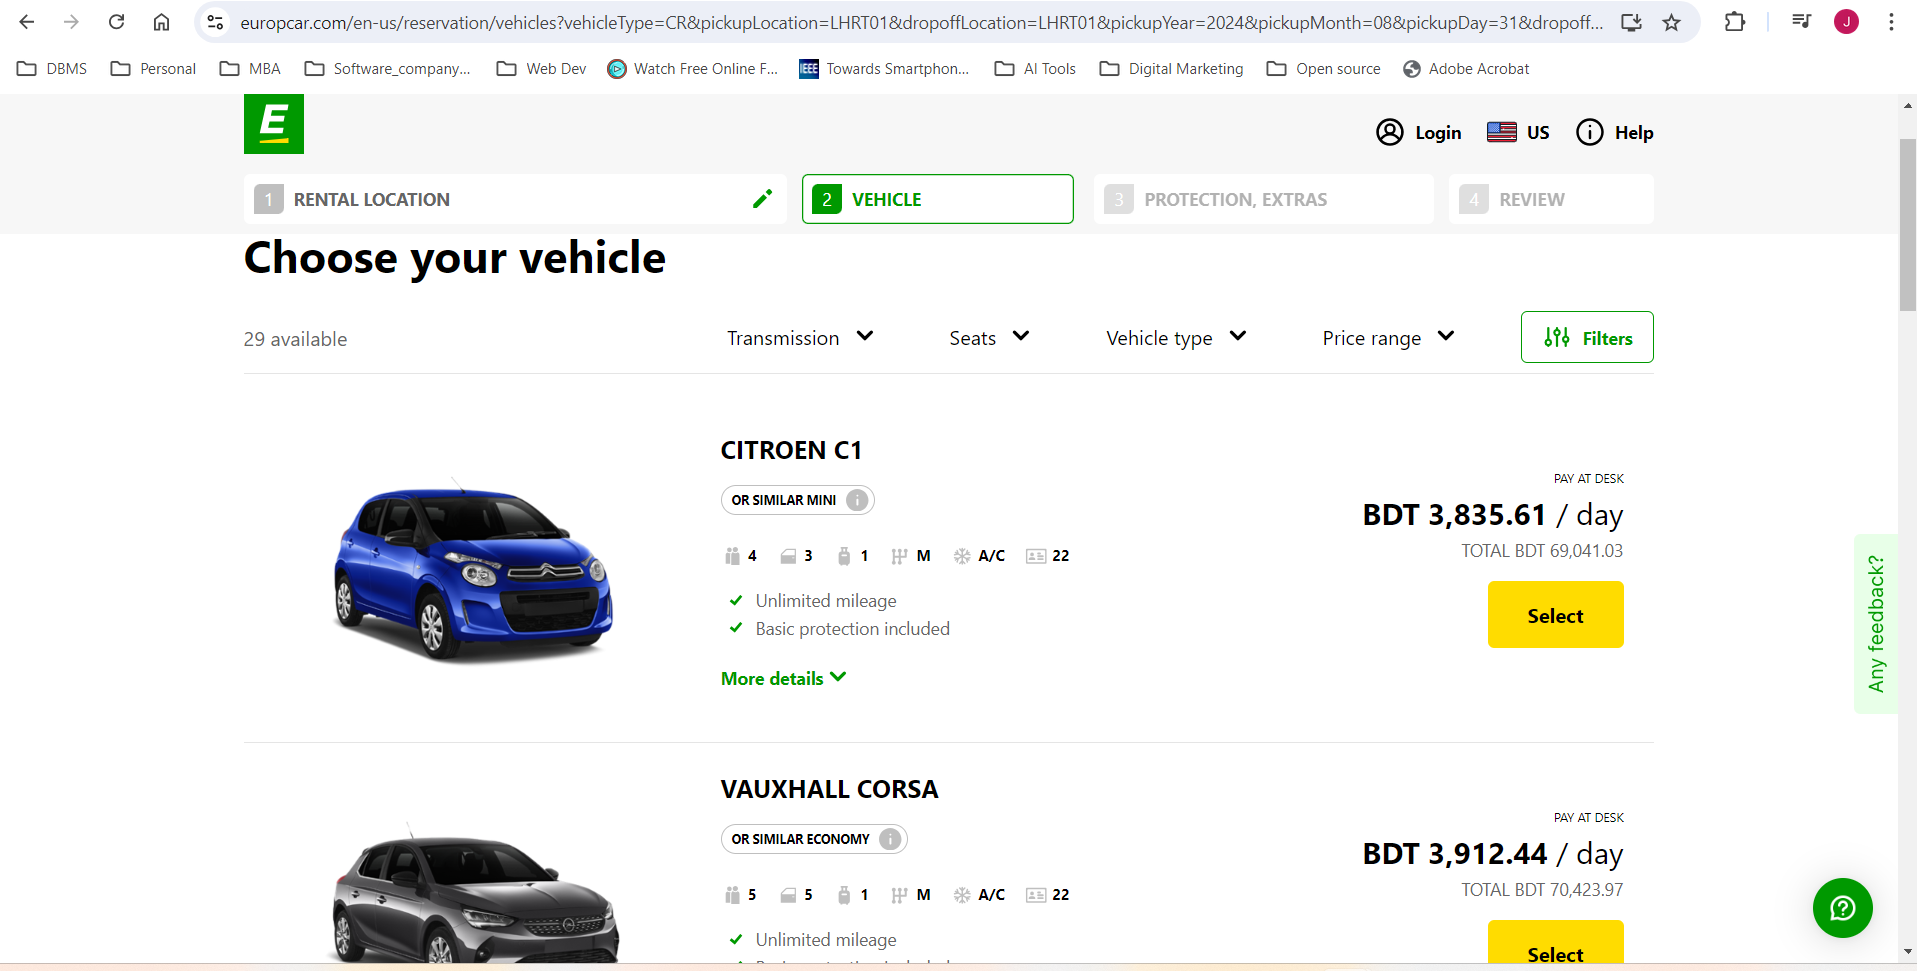 europcar.com/en-us/reservation/vehicles?vehicleType=CR&pickupLocation=LHRT01&dropoffLocation=LHRT01&pickupYear=2024&pickupMonth=08&pickupDay=31&dropoff...
J
DBMS Personal MBA Software_company... Web Dev Watch Free Online F... IEEE Towards Smartphon... AI Tools Digital Marketing Open source Adobe Acrobat
E
Login US Help
1 RENTAL LOCATION 2 VEHICLE 3 PROTECTION, EXTRAS 4 REVIEW
Choose your vehicle
29 available Transmission Seats Vehicle type Price range Filters
CITROEN C1
OR SIMILAR MINI i
4 3 1 M A/C 22
Unlimited mileage
Basic protection included
More details
PAY AT DESK
BDT 3,835.61 / day
TOTAL BDT 69,041.03
Select
Any feedback?
VAUXHALL CORSA
OR SIMILAR ECONOMY i
5 5 1 M A/C 22
Unlimited mileage
PAY AT DESK
BDT 3,912.44 / day
TOTAL BDT 70,423.97
Select